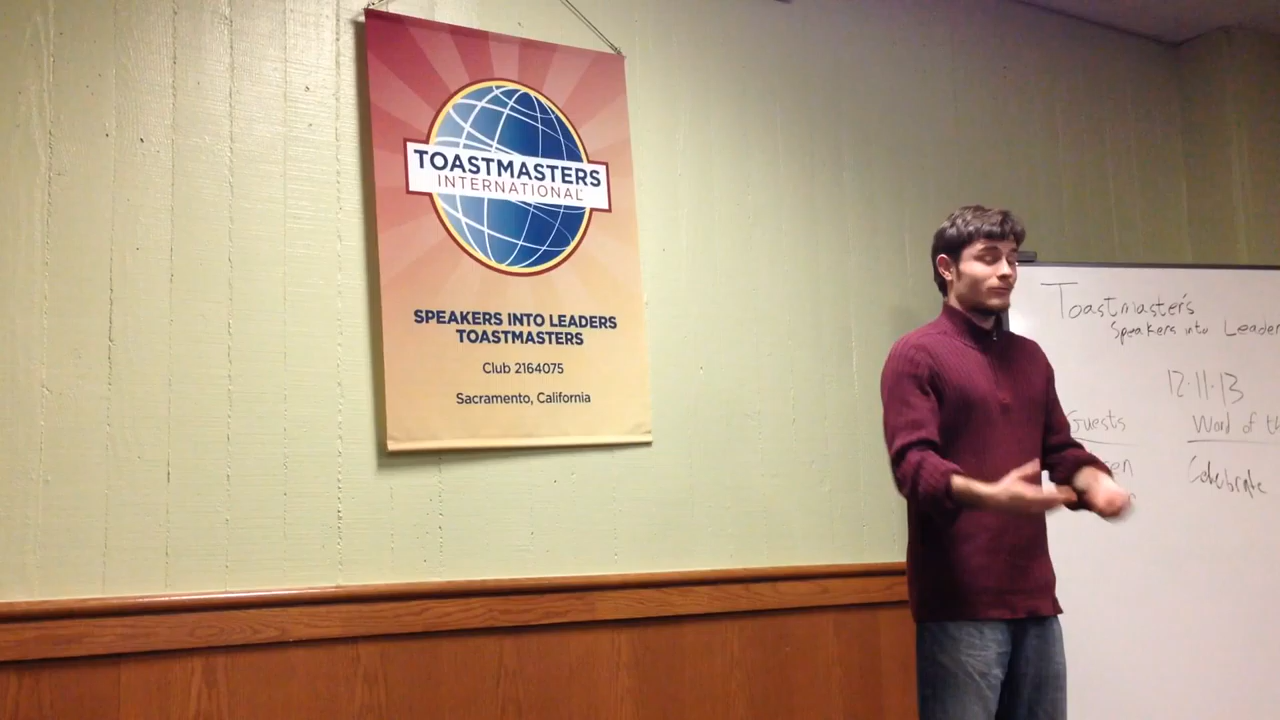 TOASTMASTERS
INTERNATIONAL
SPEAKERS INTO LEADERS
TOASTMASTERS
Club 2164075
Sacramento, California
Toastmaster's
Speakers into Leader
12-11-13
Guests
Word of th
Celebrate